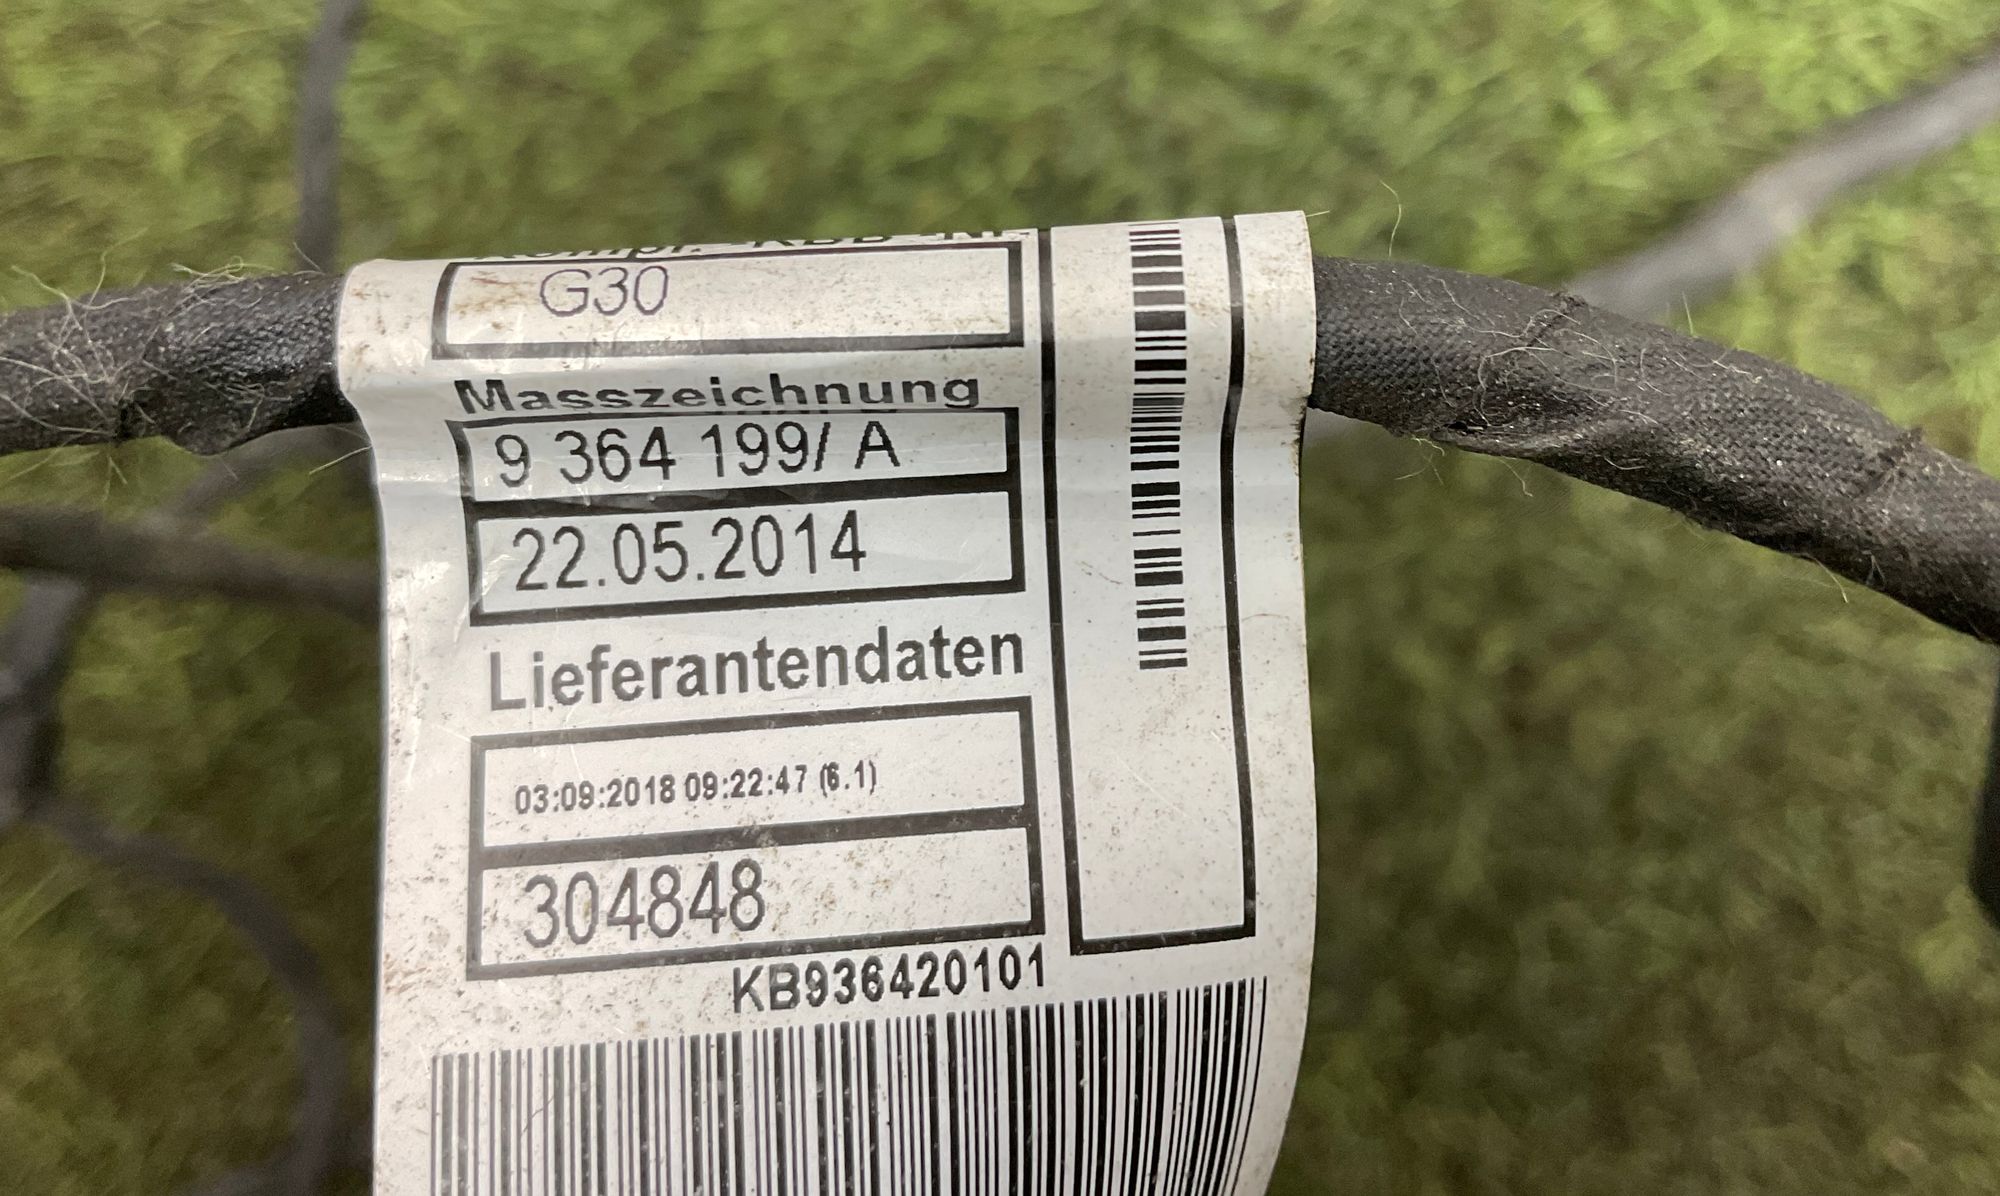 G30
Masszeichnung
9 364 199/ A
22.05.2014
Lieferantendaten
03:09:2018 09:22:47 (6.1)
304848
KB936420101